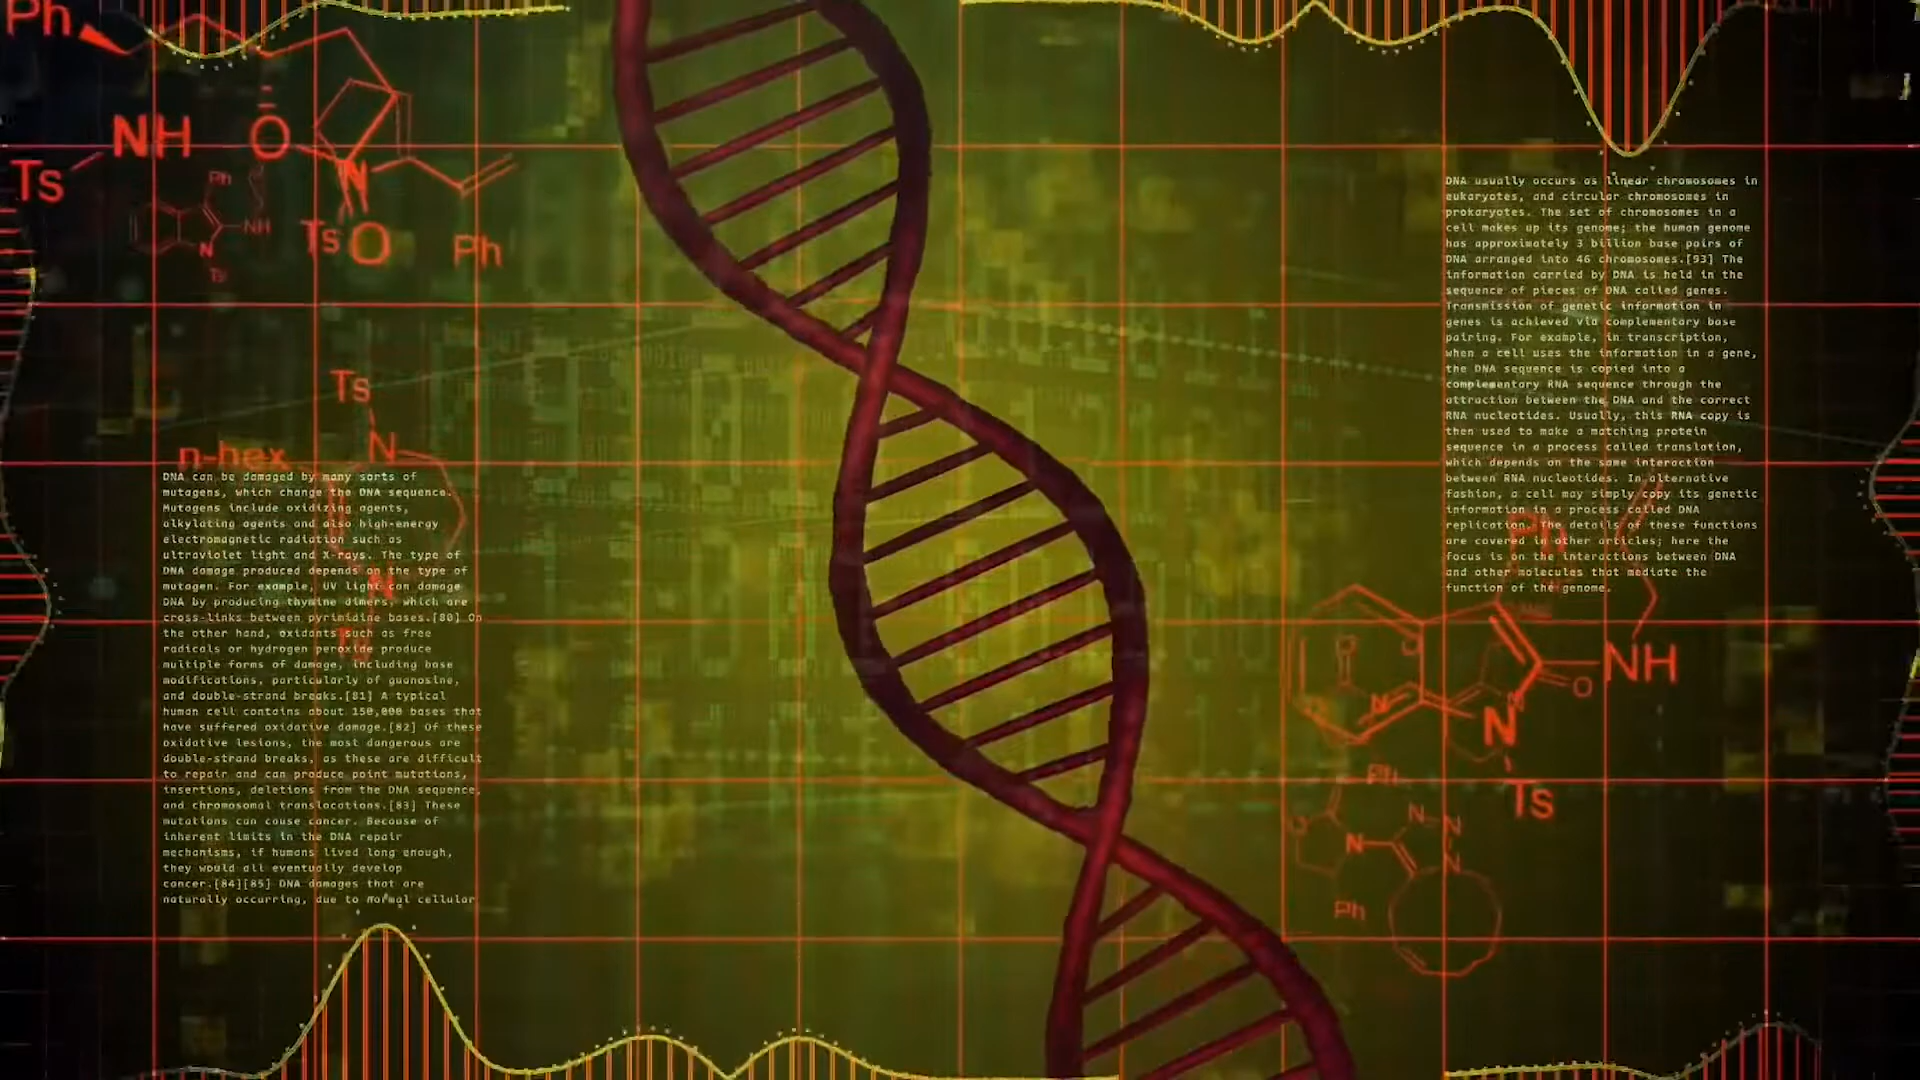 Ph
NH
O
Ts
N
Ph
NH
N
Ts
Ts
O
Ph
Ts
N
n-hex
DNA can be damaged by many sorts of
mutagens, which change the DNA sequence.
Mutagens include oxidizing agents,
alkylating agents and also high-energy
electromagnetic radiation such as
ultraviolet light and X-rays. The type of
DNA damage produced depends on the type of
mutagen. For example, UV light can damage
DNA by producing thymine dimers, which are
cross-links between pyrimidine bases.[80] On
the other hand, oxidants such as free
radicals or hydrogen peroxide produce
multiple forms of damage, including base
modifications, particularly of guanosine,
and double-strand breaks.[81] A typical
human cell contains about 150,000 bases that
have suffered oxidative damage.[82] Of these
oxidative lesions, the most dangerous are
double-strand breaks, as these are difficult
to repair and can produce point mutations,
insertions, deletions from the DNA sequence,
and chromosomal translocations.[83] These
mutations can cause cancer. Because of
inherent limits in the DNA repair
mechanisms, if humans lived long enough,
they would all eventually develop
cancer.[84][85] DNA damages that are
naturally occurring, due to normal cellular
DNA usually occurs as linear chromosomes in
eukaryotes, and circular chromosomes in
prokaryotes. The set of chromosomes in a
cell makes up its genome; the human genome
has approximately 3 billion base pairs of
DNA arranged into 46 chromosomes.[93] The
information carried by DNA is held in the
sequence of pieces of DNA called genes.
Transmission of genetic information in
genes is achieved via complementary base
pairing. For example, in transcription,
when a cell uses the information in a gene,
the DNA sequence is copied into a
complementary RNA sequence through the
attraction between the DNA and the correct
RNA nucleotides. Usually, this RNA copy is
then used to make a matching protein
sequence in a process called translation,
which depends on the same interaction
between RNA nucleotides. In alternative
fashion, a cell may simply copy its genetic
information in a process called DNA
replication. The details of these functions
are covered in other articles; here the
focus is on the interactions between DNA
and other molecules that mediate the
function of the genome.
Ph
NH
O
N
N
Ts
Ph
N
N
N
N
Ph